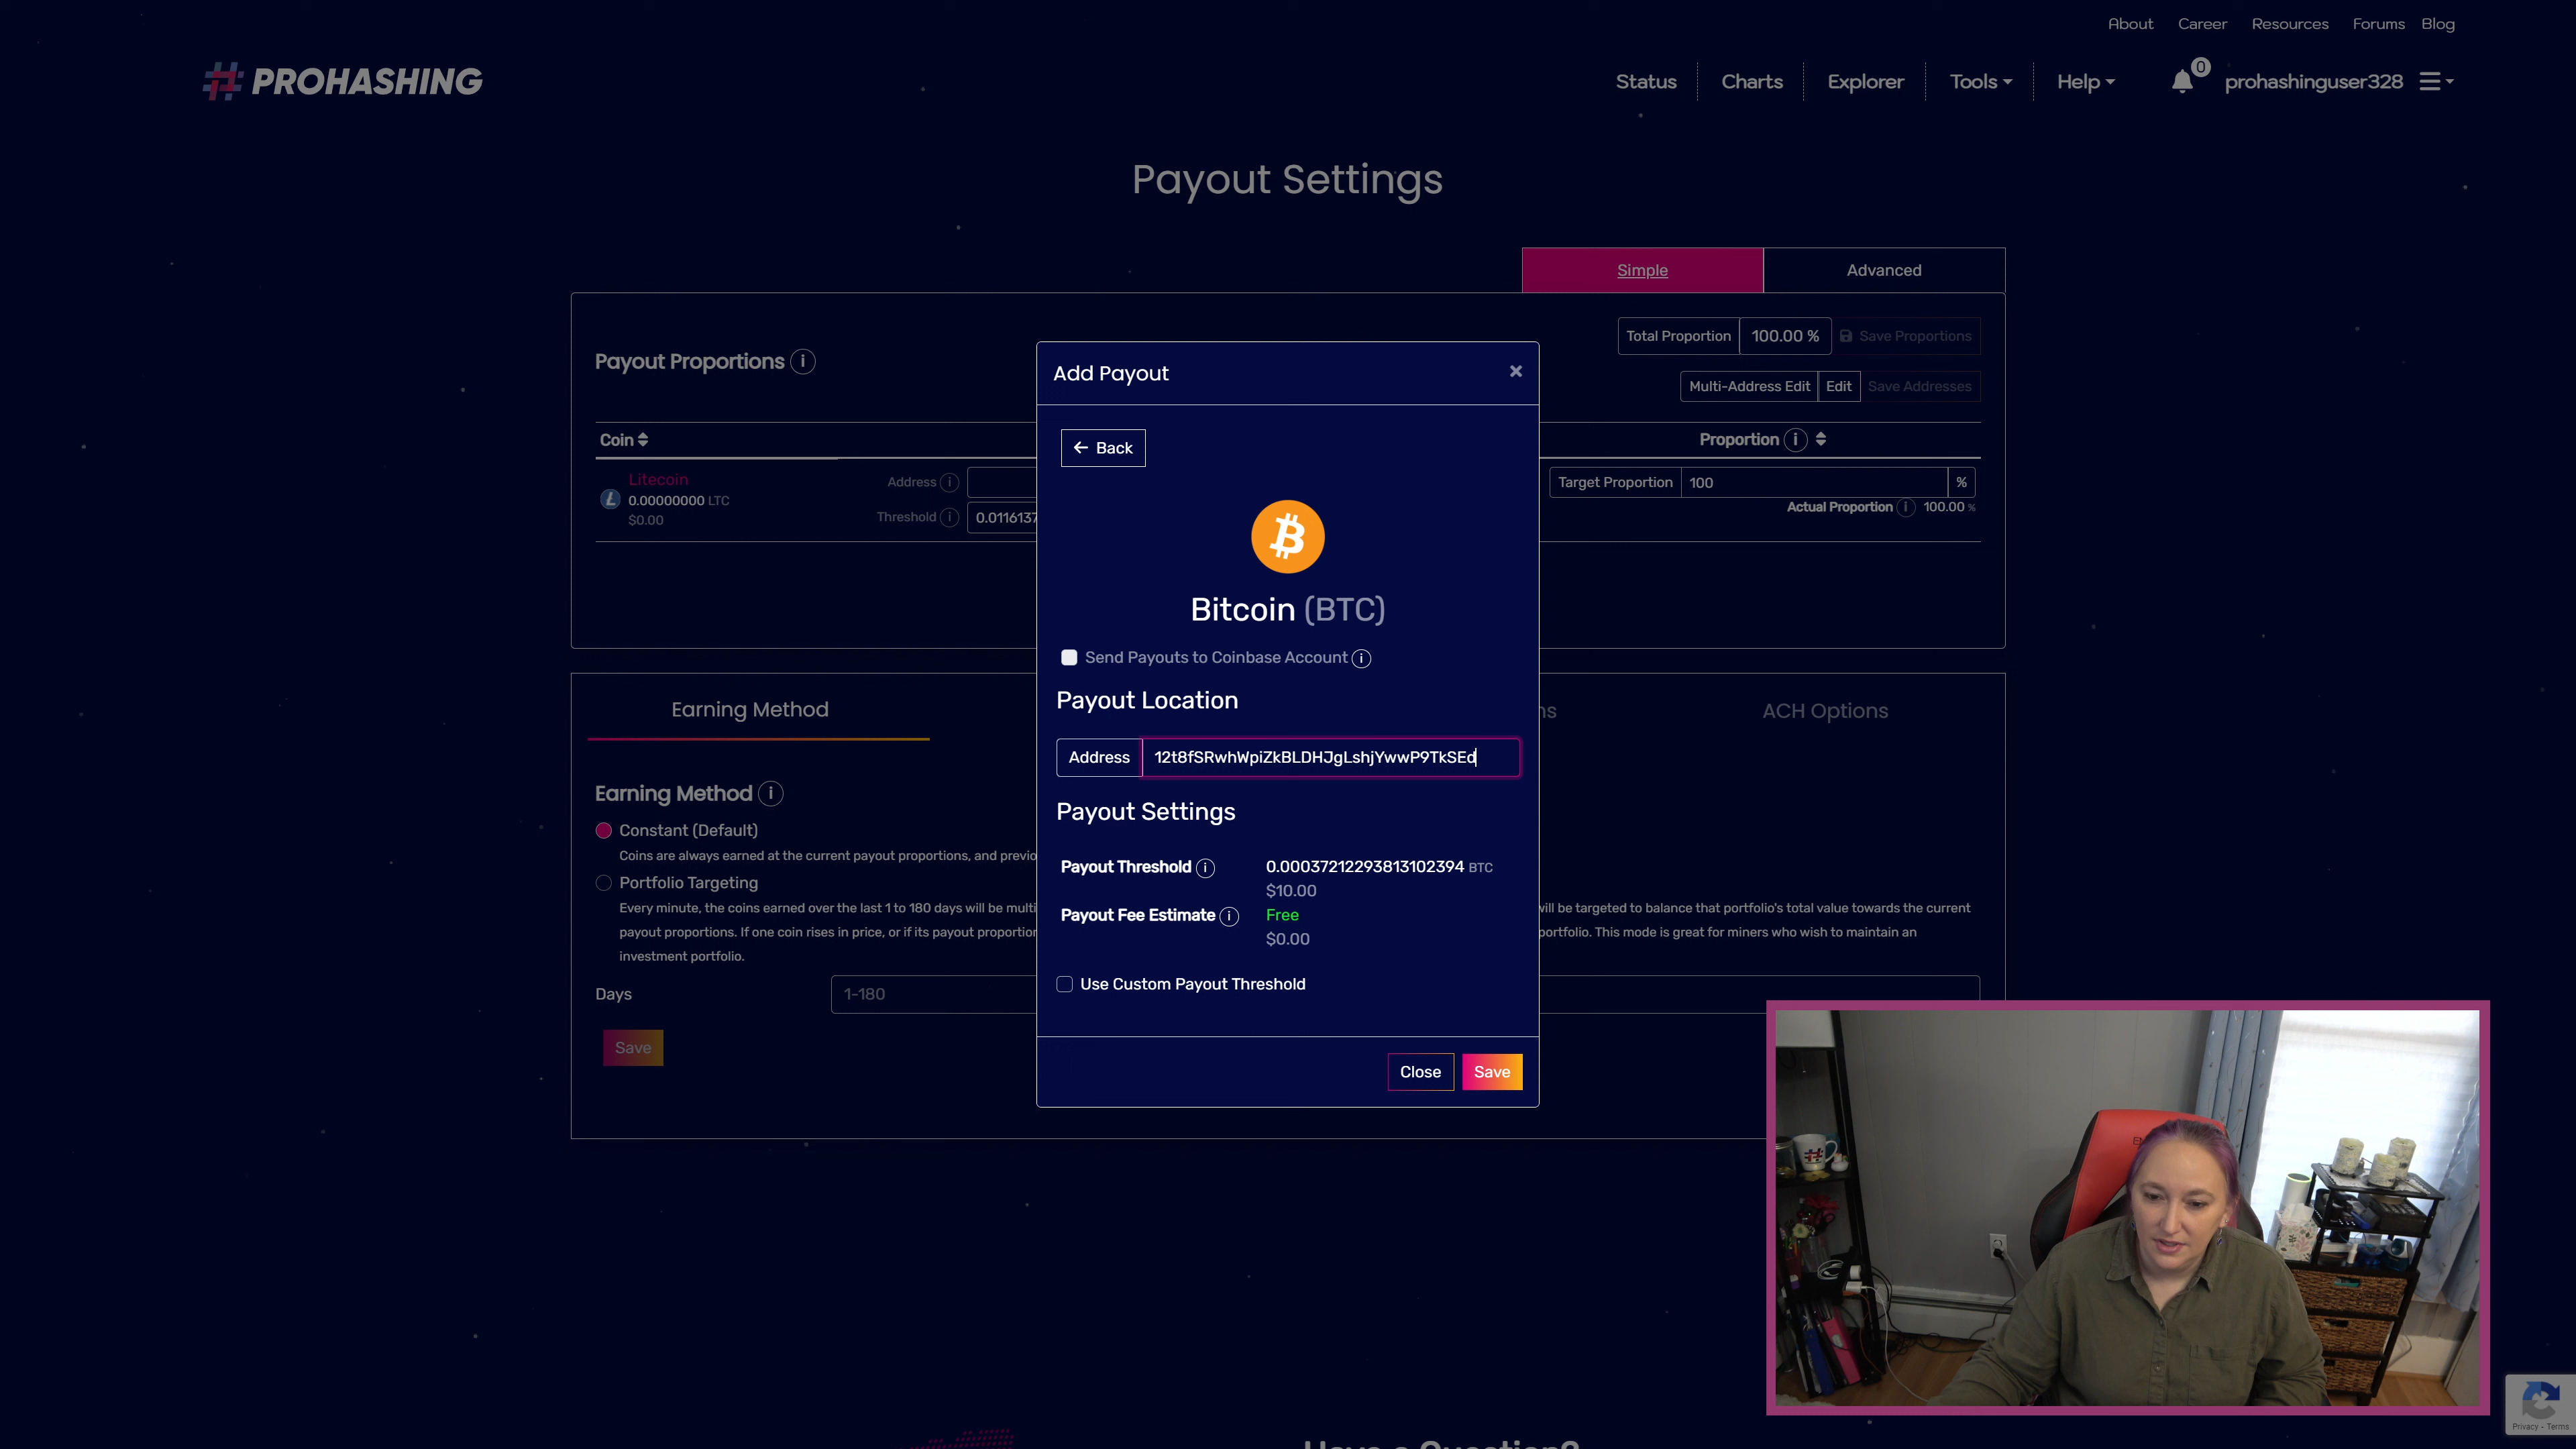 About Career Resources Forums Blog
PROHASHING
Status Charts Explorer Tools Help 0 prohashinguser328
Payout Settings
Simple Advanced
Total Proportion 100.00 % Save Proportions
Payout Proportions i
Multi-Address Edit Edit Save Addresses
Coin Proportion i
Litecoin
0.00000000 LTC
$0.00
Address i
Threshold i 0.0116137
Target Proportion 100 %
Actual Proportion i 100.00 %
Add Payout ×
← Back
Bitcoin (BTC)
Send Payouts to Coinbase Account i
Payout Location
Address 12t8fSRwhWpiZkBLDHJgLshjYwwP9TkSEd
Payout Settings
Payout Threshold i 0.00037212293813102394 BTC
$10.00
Payout Fee Estimate i Free
$0.00
Use Custom Payout Threshold
Close Save
Earning Method ns ACH Options
Earning Method i
Constant (Default)
Coins are always earned at the current payout proportions, and previo
Portfolio Targeting
Every minute, the coins earned over the last 1 to 180 days will be multi will be targeted to balance that portfolio's total value towards the current
payout proportions. If one coin rises in price, or if its payout proportion portfolio. This mode is great for miners who wish to maintain an
investment portfolio.
Days 1-180
Save
Privacy - Terms
Have a Question?